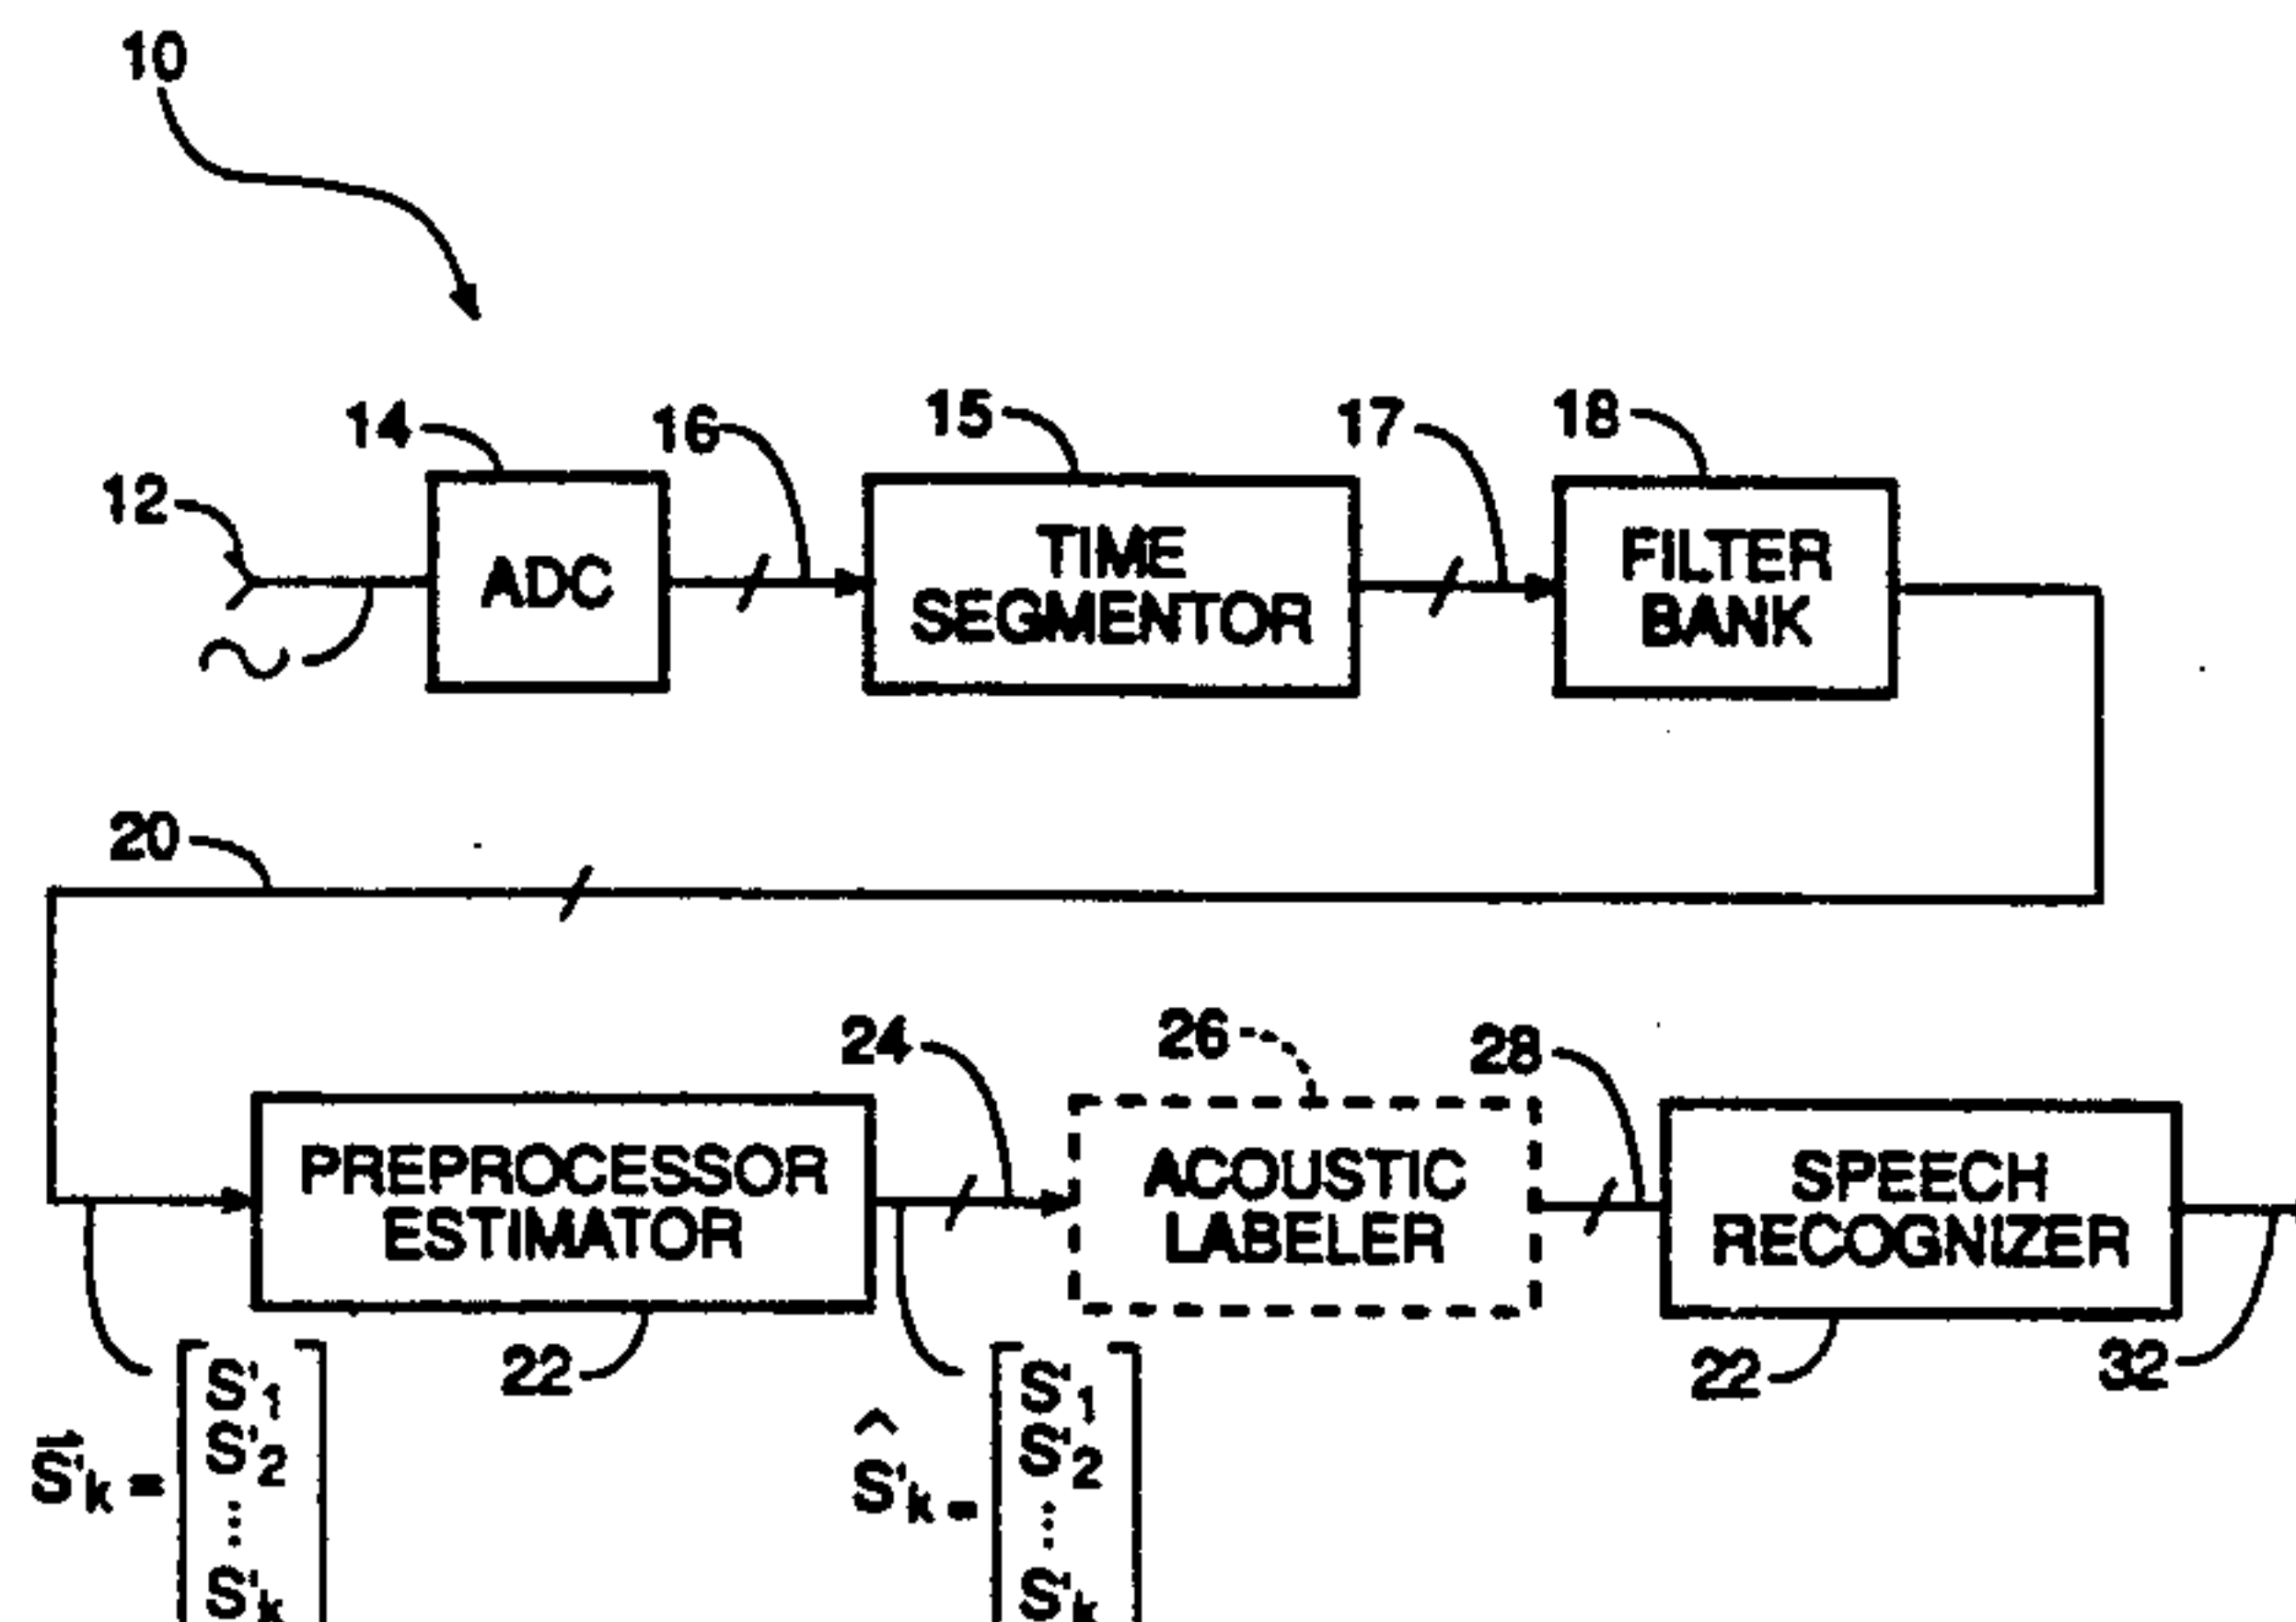 10
14
16
15
17
18
12
ADC
TIME
SEGMENTOR
FILTER
BANK
20
24
26
28
PREPROCESSOR
ESTIMATOR
ACOUSTIC
LABELER
SPEECH
RECOGNIZER
22
22
32
S'k = [S'1
S'2
⋮
S'k]
Ŝ'k = [S'1
S'2
⋮
S'k]